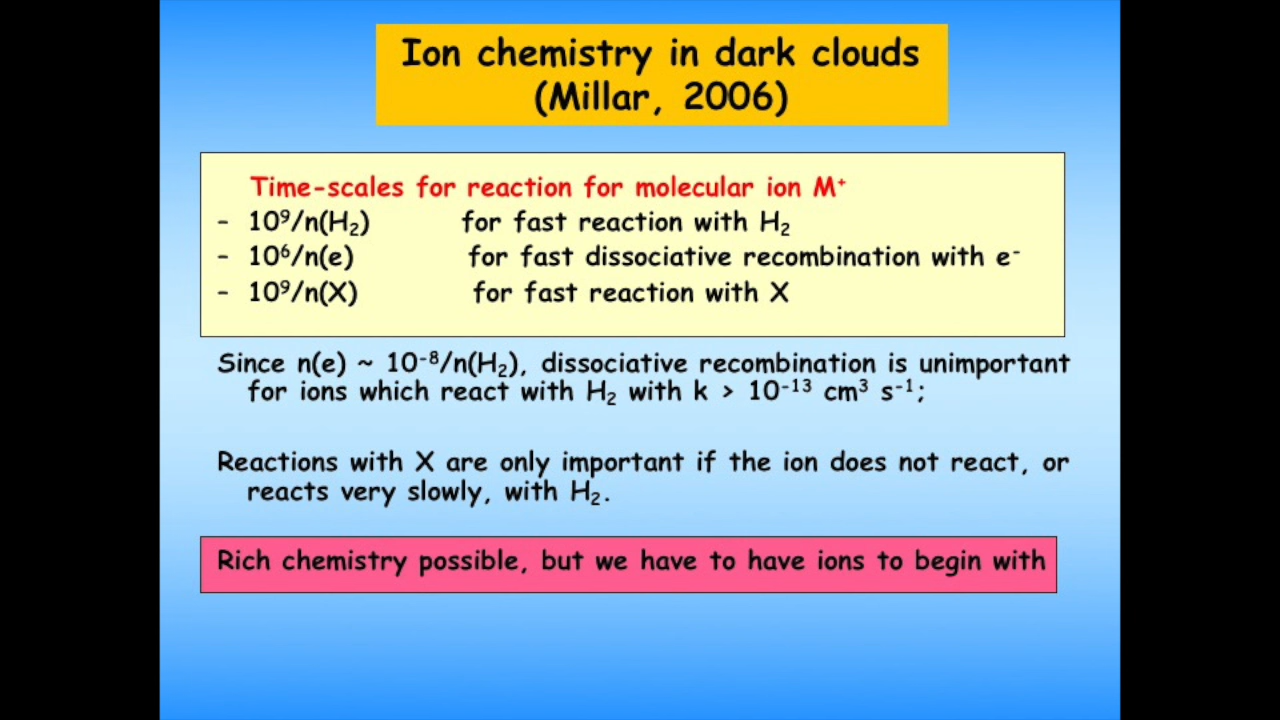 Ion chemistry in dark clouds
(Millar, 2006)
Time-scales for reaction for molecular ion M⁺
– 10⁹/n(H₂) for fast reaction with H₂
– 10⁶/n(e) for fast dissociative recombination with e⁻
– 10⁹/n(X) for fast reaction with X
Since n(e) ~ 10⁻⁸/n(H₂), dissociative recombination is unimportant
for ions which react with H₂ with k > 10⁻¹³ cm³ s⁻¹;
Reactions with X are only important if the ion does not react, or
reacts very slowly, with H₂.
Rich chemistry possible, but we have to have ions to begin with